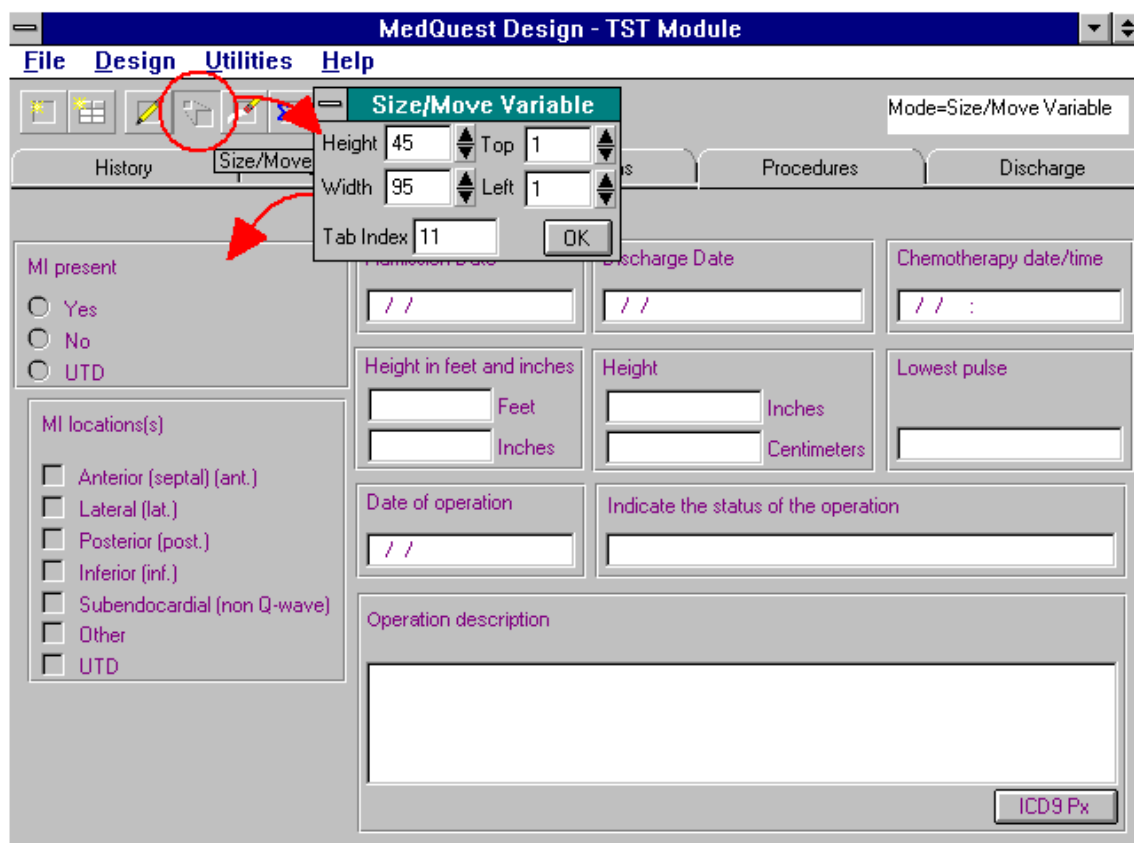 MedQuest Design - TST Module
File Design Utilities Help
Size/Move Variable
Mode=Size/Move Variable
Height 45 Top 1
Width 95 Left 1
Tab Index 11 OK
History Size/Move Procedures Discharge
MI present
Yes
No
UTD
Discharge Date
/ /
Chemotherapy date/time
/ / :
/ /
Height in feet and inches
Feet
Inches
Height
Inches
Centimeters
Lowest pulse
MI locations(s)
Anterior (septal) (ant.)
Lateral (lat.)
Posterior (post.)
Inferior (inf.)
Subendocardial (non Q-wave)
Other
UTD
Date of operation
/ /
Indicate the status of the operation
Operation description
ICD9 Px